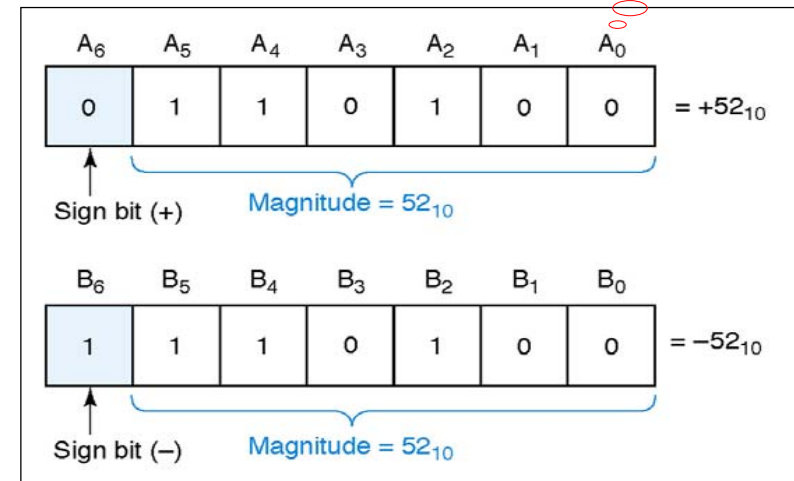 A₆ A₅ A₄ A₃ A₂ A₁ A₀
0 1 1 0 1 0 0 = +52₁₀
Sign bit (+) Magnitude = 52₁₀
B₆ B₅ B₄ B₃ B₂ B₁ B₀
1 1 1 0 1 0 0 = –52₁₀
Sign bit (–) Magnitude = 52₁₀